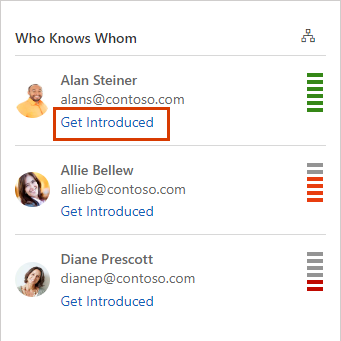 Who Knows Whom
Alan Steiner
alans@contoso.com
Get Introduced
Allie Bellew
allieb@contoso.com
Get Introduced
Diane Prescott
dianep@contoso.com
Get Introduced